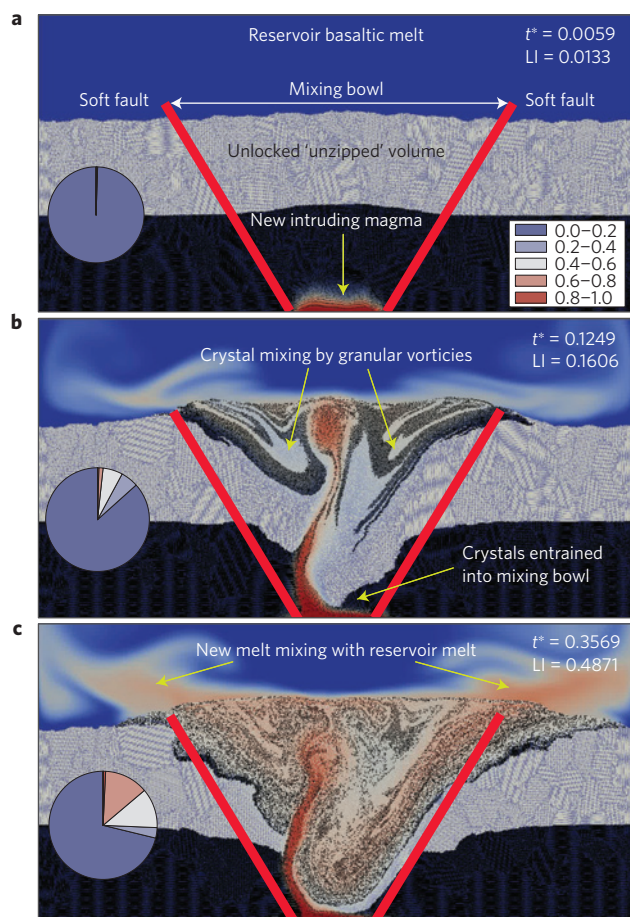 a
Reservoir basaltic melt
t* = 0.0059
LI = 0.0133
Soft fault
Mixing bowl
Soft fault
Unlocked ‘unzipped’ volume
New intruding magma
0.0–0.2
0.2–0.4
0.4–0.6
0.6–0.8
0.8–1.0
b
t* = 0.1249
LI = 0.1606
Crystal mixing by granular vorticies
Crystals entrained
into mixing bowl
c
t* = 0.3569
LI = 0.4871
New melt mixing with reservoir melt